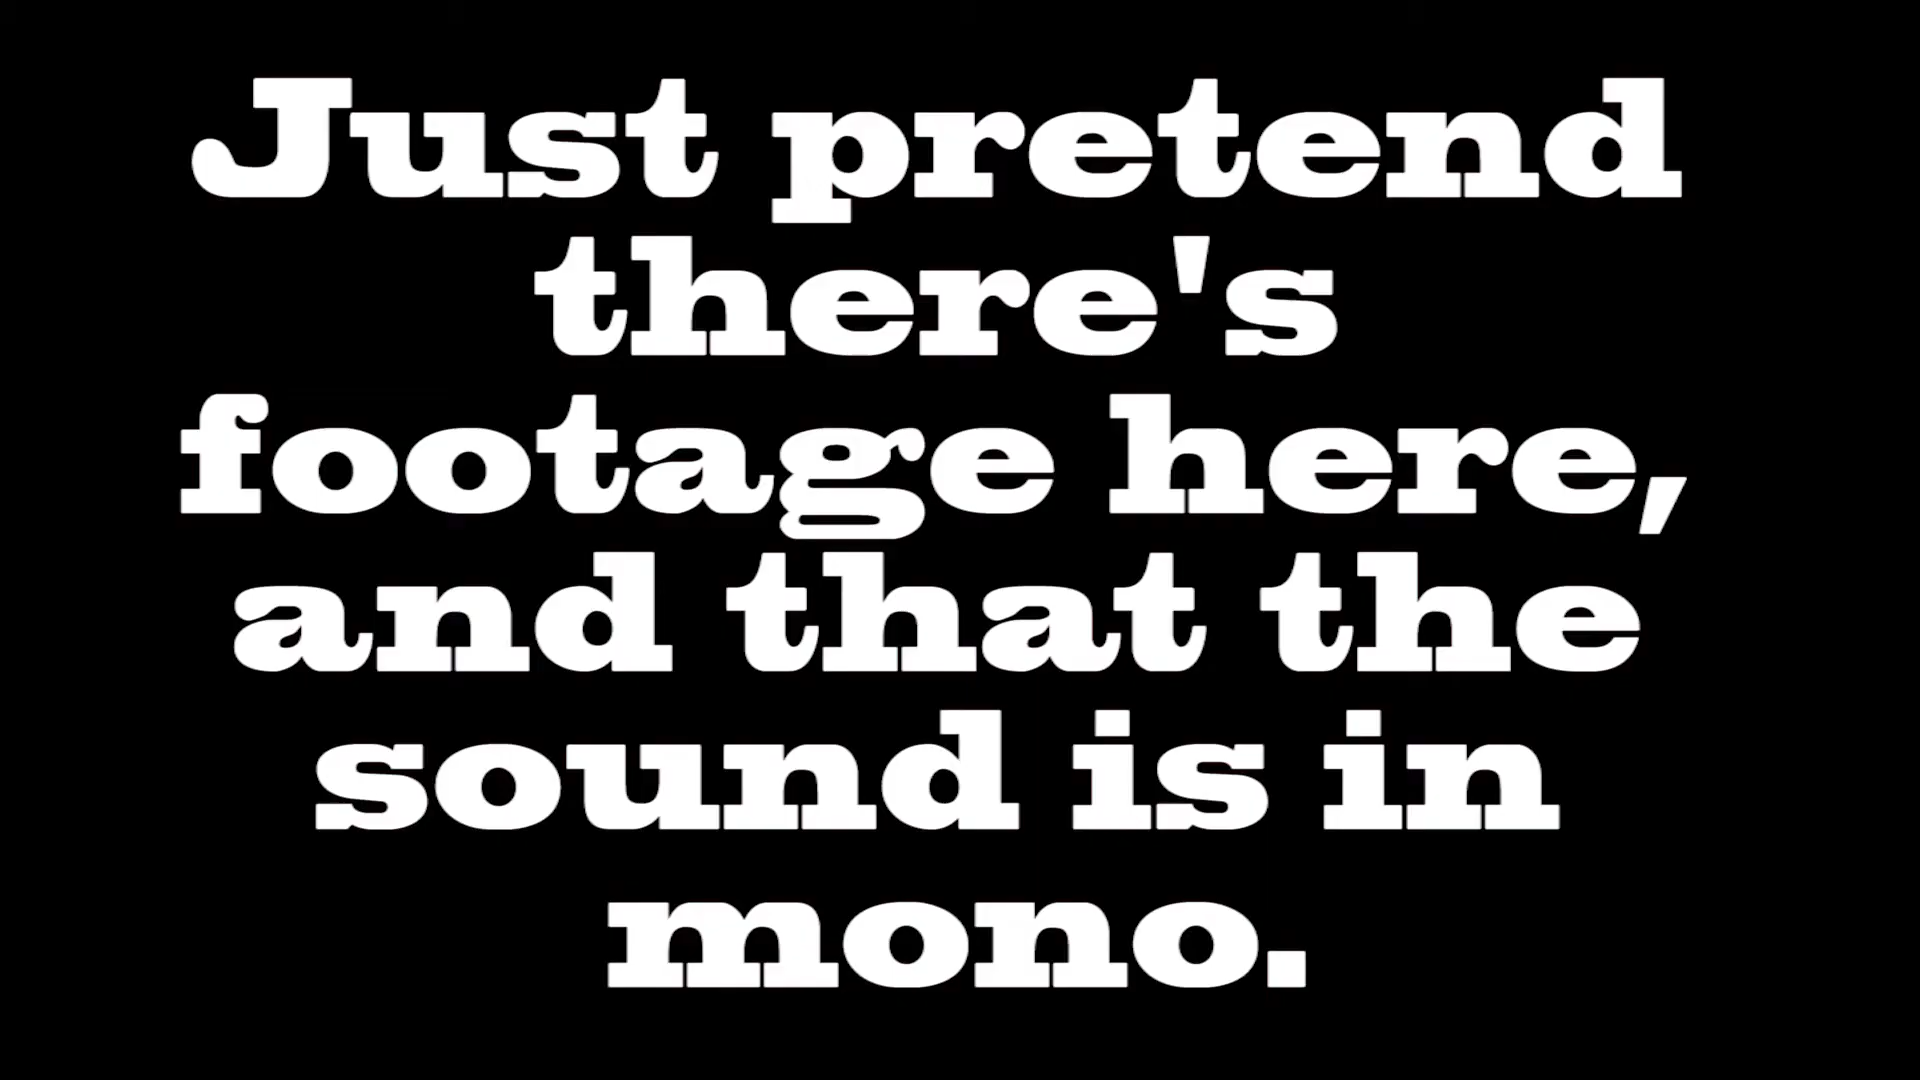 Just pretend
there's
footage here,
and that the
sound is in
mono.